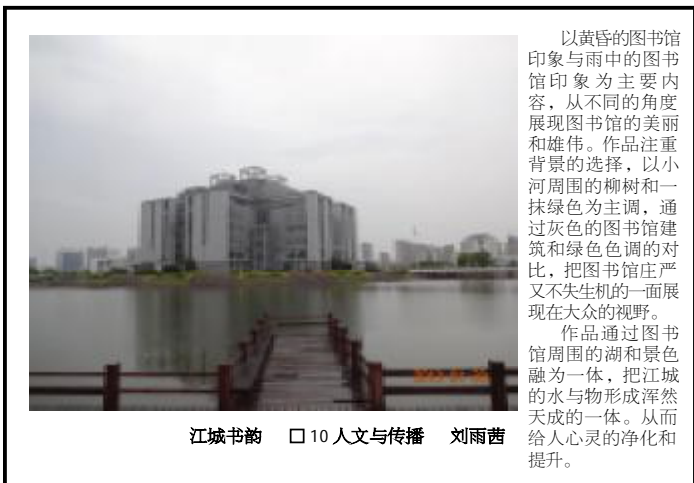 以黄昏的图书馆
印象与雨中的图书
馆印象为主要内
容，从不同的角度
展现图书馆的美丽
和雄伟。作品注重
背景的选择，以小
河周围的柳树和一
抹绿色为主调，通
过灰色的图书馆建
筑和绿色色调的对
比，把图书馆庄严
又不失生机的一面展
现在大众的视野。
作品通过图书
馆周围的湖和景色
融为一体，把江城
的水与物形成浑然
天成的一体。从而
给人心灵的净化和
提升。
江城书韵 口10人文与传播 刘雨茜